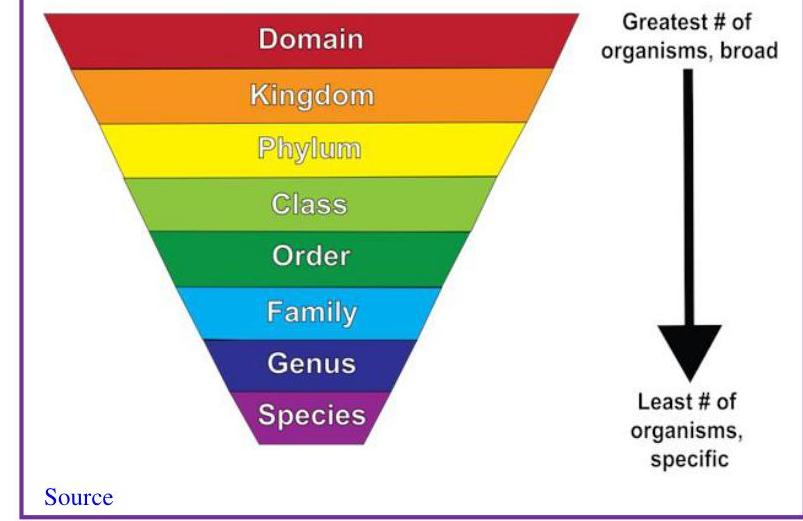 Domain
Kingdom
Phylum
Class
Order
Family
Genus
Species
Greatest # of
organisms, broad
Least # of
organisms,
specific
Source